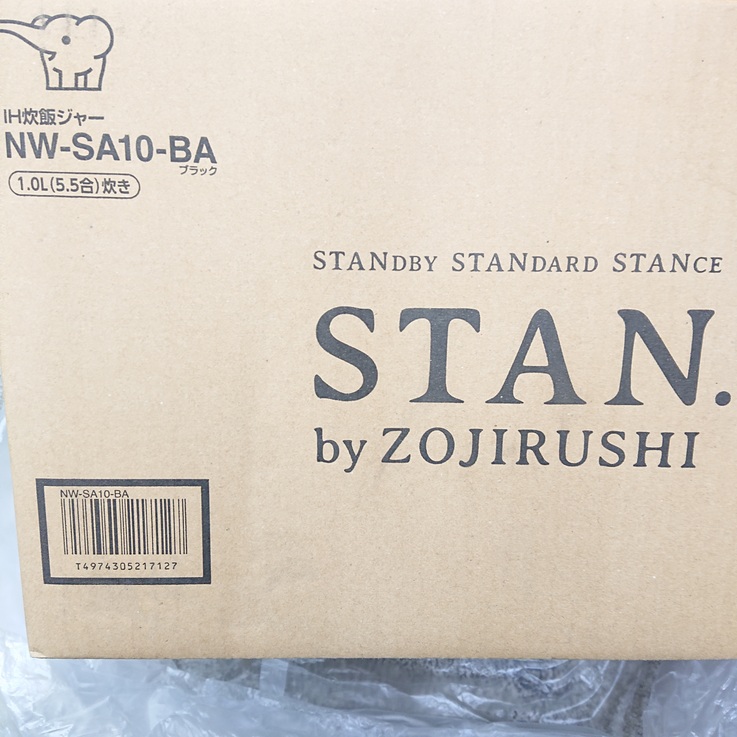 IH炊飯ジャー
NW-SA10-BA
ブラック
1.0L(5.5合)炊き
STANDBY STANDARD STANCE
STAN.
by ZOJIRUSHI
NW-SA10-BA
T4974305217127